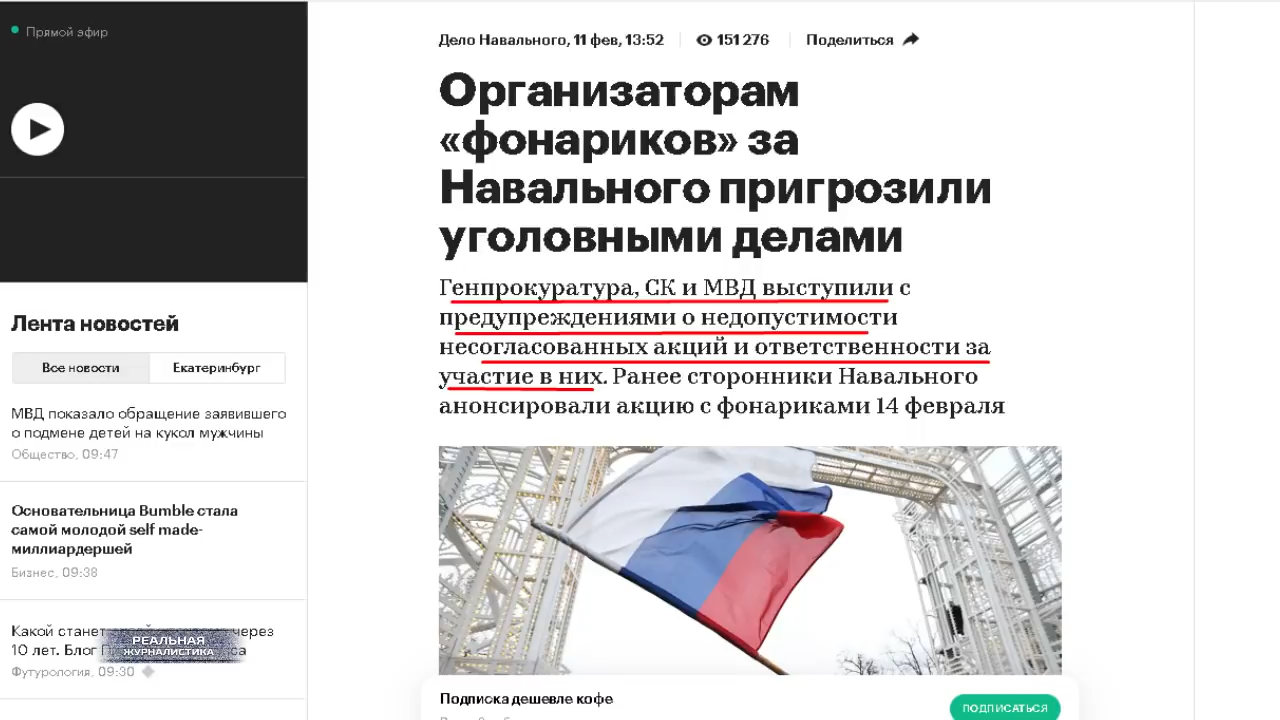 Прямой эфир
Лента новостей
Все новости
Екатеринбург
МВД показало обращение заявившего
о подмене детей на кукол мужчины
Общество, 09:47
Основательница Bumble стала
самой молодой self made-
миллиардершей
Бизнес, 09:38
Какой станет через
10 лет. Блог
Футурология, 09:30
РЕАЛЬНАЯ
ЖУРНАЛИСТИКА
Дело Навального, 11 фев, 13:52
151 276
Поделиться
Организаторам
«фонариков» за
Навального пригрозили
уголовными делами
Генпрокуратура, СК и МВД выступили с
предупреждениями о недопустимости
несогласованных акций и ответственности за
участие в них. Ранее сторонники Навального
анонсировали акцию с фонариками 14 февраля
Подписка дешевле кофе
ПОДПИСАТЬСЯ